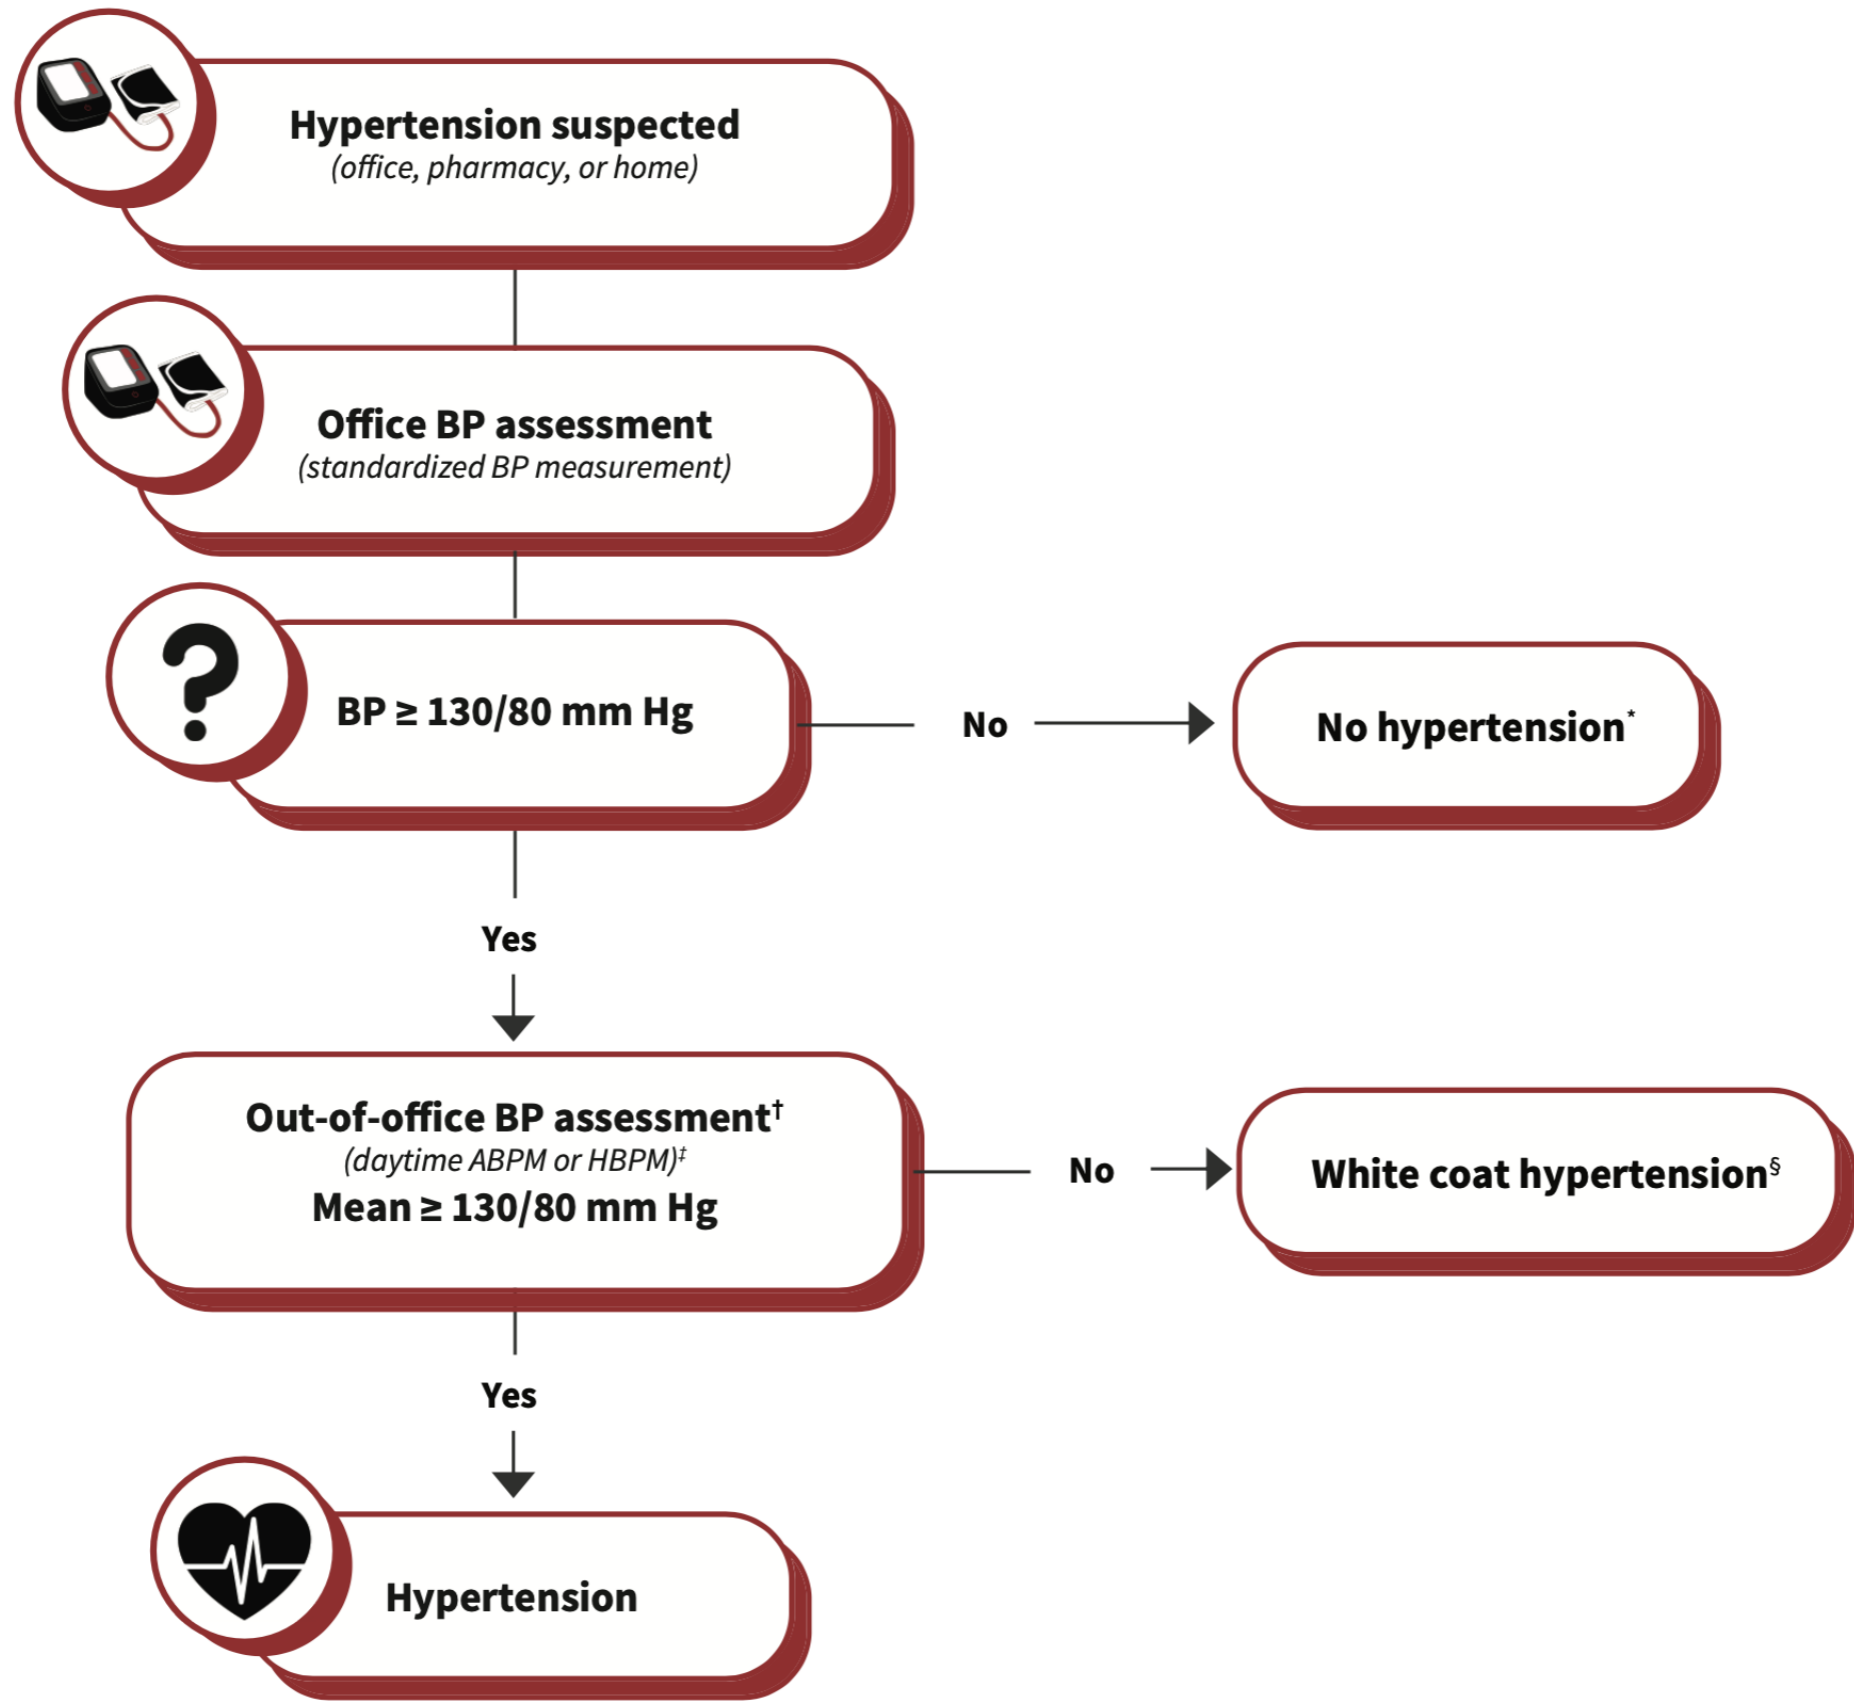 Hypertension suspected
(office, pharmacy, or home)
Office BP assessment
(standardized BP measurement)
BP ≥ 130/80 mm Hg
No
No hypertension*
Yes
Out-of-office BP assessment†
(daytime ABPM or HBPM)‡
Mean ≥ 130/80 mm Hg
No
White coat hypertension§
Yes
Hypertension